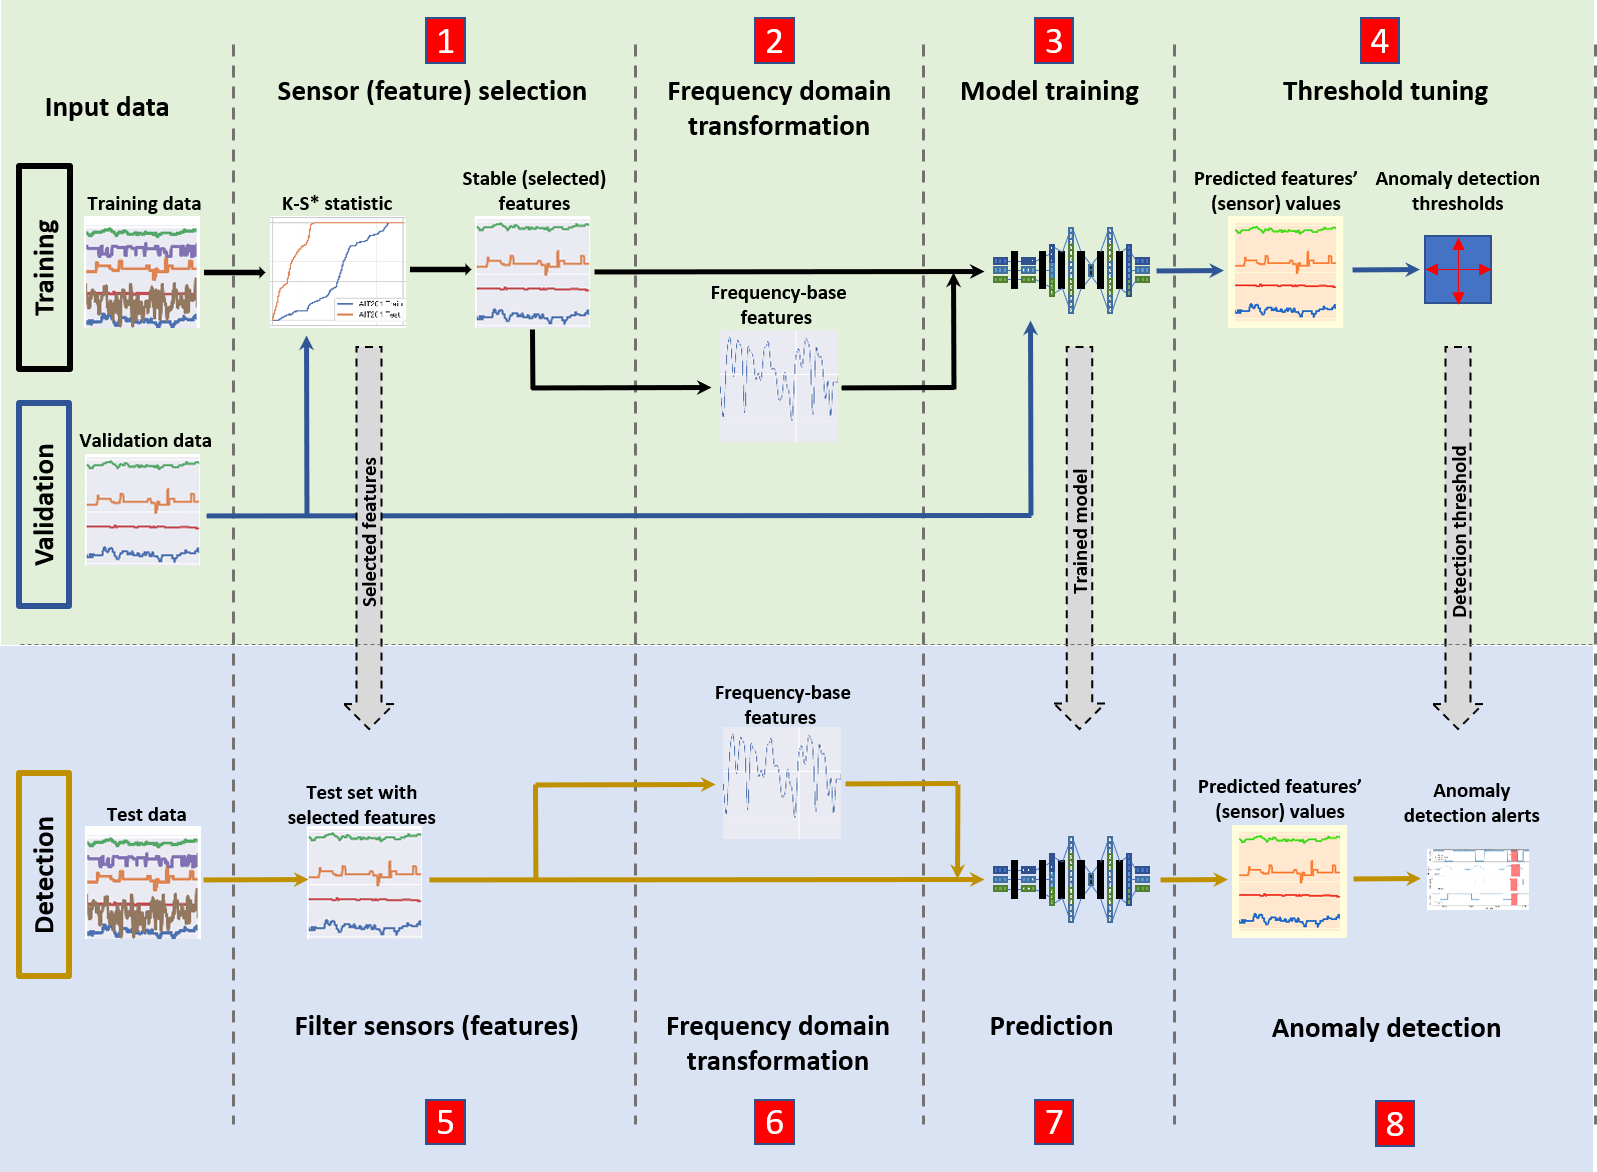 1
2
3
4
Input data
Sensor (feature) selection
Frequency domain
transformation
Model training
Threshold tuning
Training
Training data
K-S* statistic
Stable (selected)
features
Frequency-base
features
Predicted features’
(sensor) values
Anomaly detection
thresholds
AIT201 Train
AIT201 Test
Validation
Validation data
Selected features
Trained model
Detection threshold
Detection
Test data
Test set with
selected features
Frequency-base
features
Predicted features’
(sensor) values
Anomaly
detection alerts
Filter sensors (features)
Frequency domain
transformation
Prediction
Anomaly detection
5
6
7
8